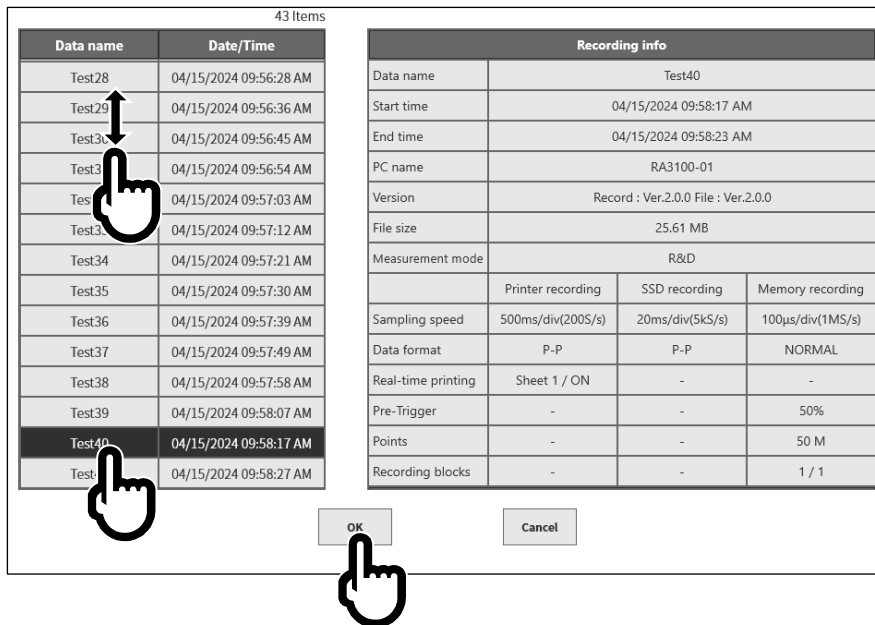 43 Items
Data name Date/Time
Test28 04/15/2024 09:56:28 AM
Test29 04/15/2024 09:56:36 AM
Test30 04/15/2024 09:56:45 AM
04/15/2024 09:56:54 AM
04/15/2024 09:57:03 AM
Test33 04/15/2024 09:57:12 AM
Test34 04/15/2024 09:57:21 AM
Test35 04/15/2024 09:57:30 AM
Test36 04/15/2024 09:57:39 AM
Test37 04/15/2024 09:57:49 AM
Test38 04/15/2024 09:57:58 AM
Test39 04/15/2024 09:58:07 AM
Test40 04/15/2024 09:58:17 AM
04/15/2024 09:58:27 AM
Recording info
Data name Test40
Start time 04/15/2024 09:58:17 AM
End time 04/15/2024 09:58:23 AM
PC name RA3100-01
Version Record : Ver.2.0.0 File : Ver.2.0.0
File size 25.61 MB
Measurement mode R&D
Printer recording SSD recording Memory recording
Sampling speed 500ms/div(200S/s) 20ms/div(5kS/s) 100µs/div(1MS/s)
Data format P-P P-P NORMAL
Real-time printing Sheet 1 / ON - -
Pre-Trigger - - 50%
Points - - 50 M
Recording blocks - - 1 / 1
OK Cancel